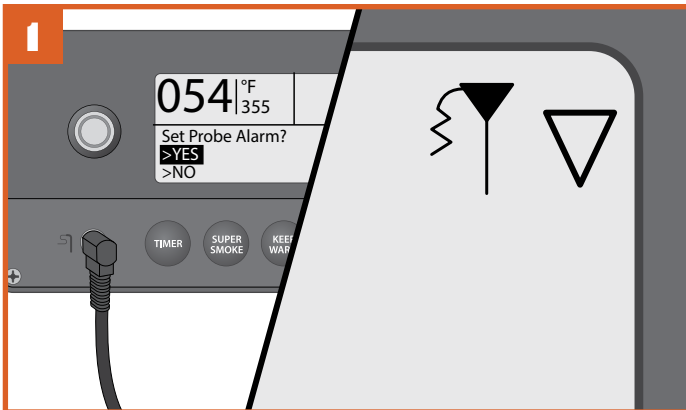 1
054 °F
355
Set Probe Alarm?
>YES
>NO
TIMER
SUPER
SMOKE